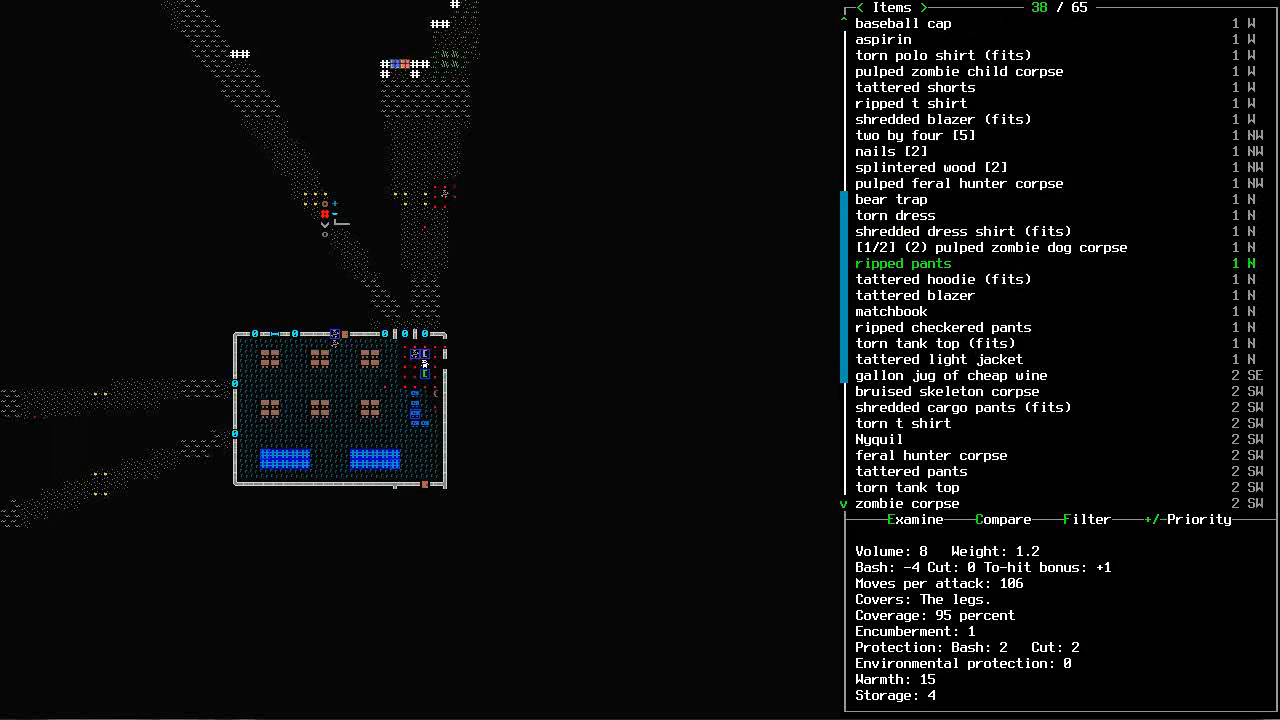 < Items > 38 / 65
baseball cap 1 W
aspirin 1 W
torn polo shirt (fits) 1 W
pulped zombie child corpse 1 W
tattered shorts 1 W
ripped t shirt 1 W
shredded blazer (fits) 1 W
two by four [5] 1 NW
nails [2] 1 NW
splintered wood [2] 1 NW
pulped feral hunter corpse 1 NW
bear trap 1 N
torn dress 1 N
shredded dress shirt (fits) 1 N
[1/2] (2) pulped zombie dog corpse 1 N
ripped pants 1 N
tattered hoodie (fits) 1 N
tattered blazer 1 N
matchbook 1 N
ripped checkered pants 1 N
torn tank top (fits) 1 N
tattered light jacket 1 N
gallon jug of cheap wine 2 SE
bruised skeleton corpse 2 SW
shredded cargo pants (fits) 2 SW
torn t shirt 2 SW
Nyquil 2 SW
feral hunter corpse 2 SW
tattered pants 2 SW
torn tank top 2 SW
zombie corpse 2 SW
Examine Compare Filter +/-Priority
Volume: 8 Weight: 1.2
Bash: -4 Cut: 0 To-hit bonus: +1
Moves per attack: 106
Covers: The legs.
Coverage: 95 percent
Encumberment: 1
Protection: Bash: 2 Cut: 2
Environmental protection: 0
Warmth: 15
Storage: 4